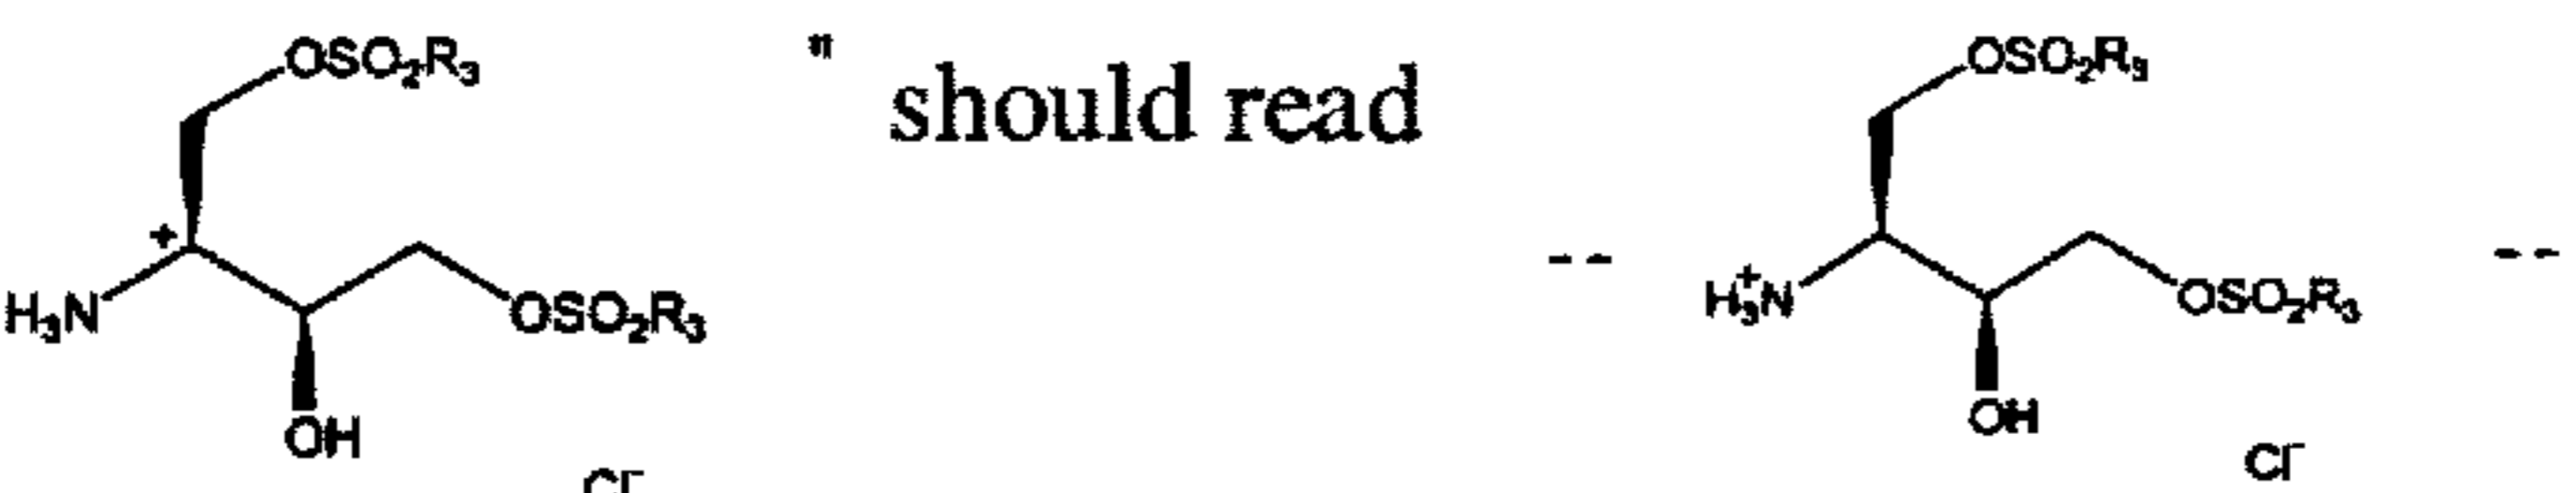 OSO₂R₃ " should read OSO₂R₃
+
H₃N OSO₂R₃ -- H₃⁺N OSO₂R₃ --
OH OH
Cl⁻ Cl⁻